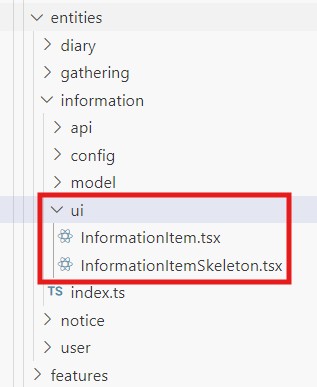 entities
diary
gathering
information
api
config
model
ui
InformationItem.tsx
InformationItemSkeleton.tsx
TS index.ts
notice
user
features